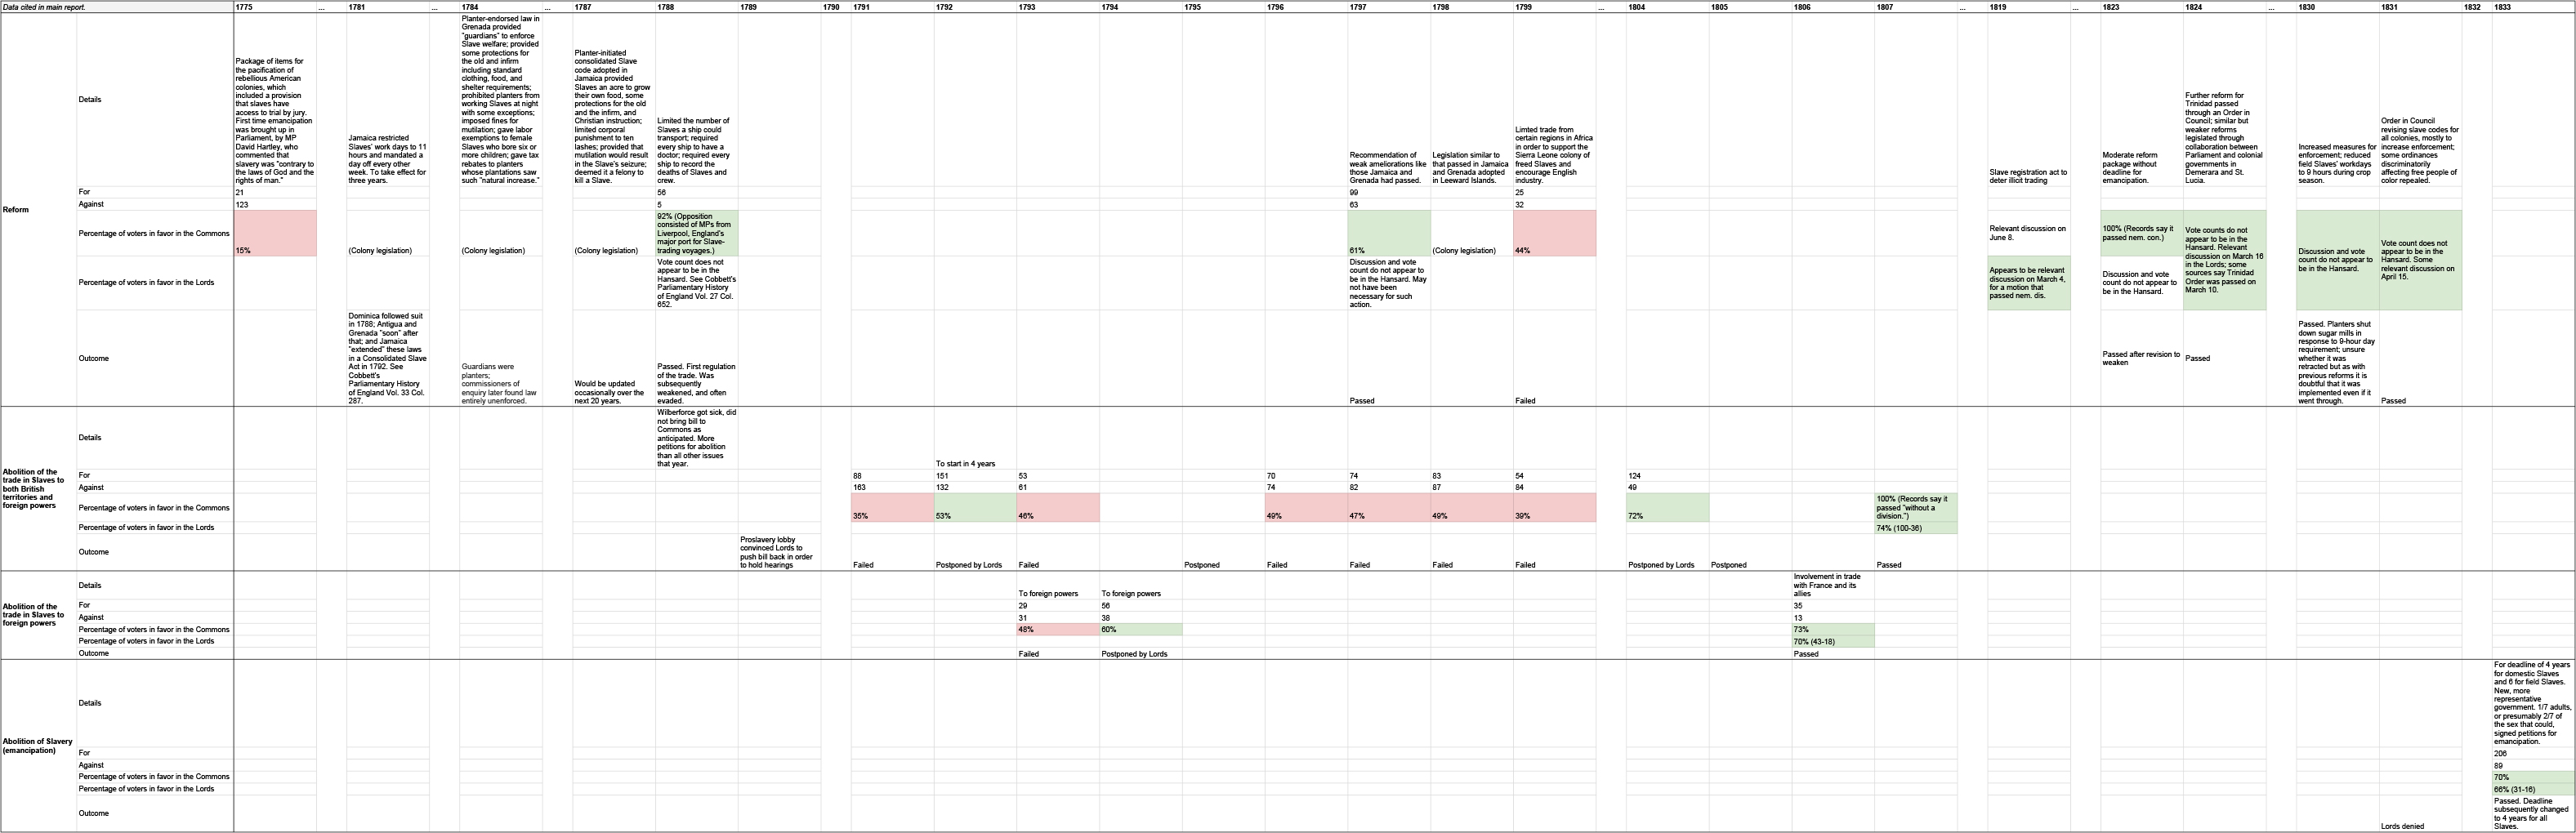 Data cited in main report.
1775
...
1781
...
1784
...
1787
1788
1789
1790
1791
1792
1793
1794
1795
1796
1797
1798
1799
...
1804
1805
1806
1807
...
1819
...
1823
1824
...
1830
1831
1832
1833
Reform
Details
Package of items for
the pacification of
rebellious American
colonies, which
included a provision
that slaves have
access to trial by jury.
First time emancipation
was brought up in
Parliament, by MP
David Hartley, who
commented that
slavery was "contrary to
the laws of God and the
rights of man."
Jamaica restricted
Slaves' work days to 11
hours and mandated a
day off every other
week. To take effect for
three years.
Planter-endorsed law in
Grenada provided
"guardians" to enforce
Slave welfare; provided
some protections for
the old and infirm
including standard
clothing, food, and
shelter requirements;
prohibited planters from
working Slaves at night
with some exceptions;
imposed fines for
mutilation; gave labor
exemptions to female
Slaves who bore six or
more children; gave tax
rebates to planters
whose plantations saw
such "natural increase."
Planter-initiated
consolidated Slave
code adopted in
Jamaica provided
Slaves an acre to grow
their own food, some
protections for the old
and the infirm, and
Christian instruction;
limited corporal
punishment to ten
lashes; provided that
mutilation would result
in the Slave's seizure;
deemed it a felony to
kill a Slave.
Limited the number of
Slaves a ship could
transport; required
every ship to have a
doctor; required every
ship to record the
deaths of Slaves and
crew.
Recommendation of
weak ameliorations like
those Jamaica and
Grenada had passed.
Legislation similar to
that passed in Jamaica
and Grenada adopted
in Leeward Islands.
Limted trade from
certain regions in Africa
in order to support the
Sierra Leone colony of
freed Slaves and
encourage English
industry.
Slave registration act to
deter illicit trading
Moderate reform
package without
deadline for
emancipation.
Further reform for
Trinidad passed
through an Order in
Council; similar but
weaker reforms
legislated through
collaboration between
Parliament and colonial
governments in
Demerara and St.
Lucia.
Increased measures for
enforcement; reduced
field Slaves' workdays
to 9 hours during crop
season.
Order in Council
revising slave codes for
all colonies, mostly to
increase enforcement;
some ordinances
discriminatorily
affecting free people of
color repealed.
For
21
56
99
25
Against
123
5
63
32
Percentage of voters in favor in the Commons
15%
(Colony legislation)
(Colony legislation)
(Colony legislation)
92% (Opposition
consisted of MPs from
Liverpool, England's
major port for Slave-
trading voyages.)
61%
(Colony legislation)
44%
Relevant discussion on
June 8.
100% (Records say it
passed nem. con.)
Vote counts do not
appear to be in the
Hansard. Relevant
discussion on March 16
in the Lords; some
sources say Trinidad
Order was passed on
March 10.
Discussion and vote
count do not appear to
be in the Hansard.
Vote count does not
appear to be in the
Hansard. Some
relevant discussion on
April 15.
Percentage of voters in favor in the Lords
Vote count does not
appear to be in the
Hansard. See Cobbett's
Parliamentary History
of England Vol. 27 Col.
652.
Discussion and vote
count do not appear to
be in the Hansard. May
not have been
necessary for such
action.
Appears to be relevant
discussion on March 4,
for a motion that
passed nem. dis.
Discussion and vote
count do not appear to
be in the Hansard.
Outcome
Dominica followed suit
in 1788; Antigua and
Grenada "soon" after
that; and Jamaica
"extended" these laws
in a Consolidated Slave
Act in 1792. See
Cobbett's
Parliamentary History
of England Vol. 33 Col.
287.
Guardians were
planters;
commissioners of
enquiry later found law
entirely unenforced.
Would be updated
occasionally over the
next 20 years.
Passed. First regulation
of the trade. Was
subsequently
weakened, and often
evaded.
Passed
Failed
Passed after revision to
weaken
Passed
Passed. Planters shut
down sugar mills in
response to 9-hour day
requirement; unsure
whether it was
retracted but as with
previous reforms it is
doubtful that it was
implemented even if it
went through.
Passed
Abolition of the
trade in Slaves to
both British
territories and
foreign powers
Details
Wilberforce got sick, did
not bring bill to
Commons as
anticipated. More
petitions for abolition
than all other issues
that year.
To start in 4 years
For
88
151
53
70
74
83
54
124
Against
163
132
61
74
82
87
84
49
Percentage of voters in favor in the Commons
35%
53%
46%
49%
47%
49%
39%
72%
100% (Records say it
passed "without a
division.")
Percentage of voters in favor in the Lords
74% (100-36)
Outcome
Proslavery lobby
convinced Lords to
push bill back in order
to hold hearings
Failed
Postponed by Lords
Failed
Postponed
Failed
Failed
Failed
Failed
Postponed by Lords
Postponed
Passed
Abolition of the
trade in Slaves to
foreign powers
Details
To foreign powers
To foreign powers
Involvement in trade
with France and its
allies
For
29
56
35
Against
31
38
13
Percentage of voters in favor in the Commons
48%
60%
73%
Percentage of voters in favor in the Lords
70% (43-18)
Outcome
Failed
Postponed by Lords
Passed
Abolition of Slavery
(emancipation)
Details
For deadline of 4 years
for domestic Slaves
and 6 for field Slaves.
New, more
representative
government. 1/7 adults,
or presumably 2/7 of
the sex that could,
signed petitions for
emancipation.
For
206
Against
89
Percentage of voters in favor in the Commons
70%
Percentage of voters in favor in the Lords
66% (31-16)
Outcome
Lords denied
Passed. Deadline
subsequently changed
to 4 years for all
Slaves.